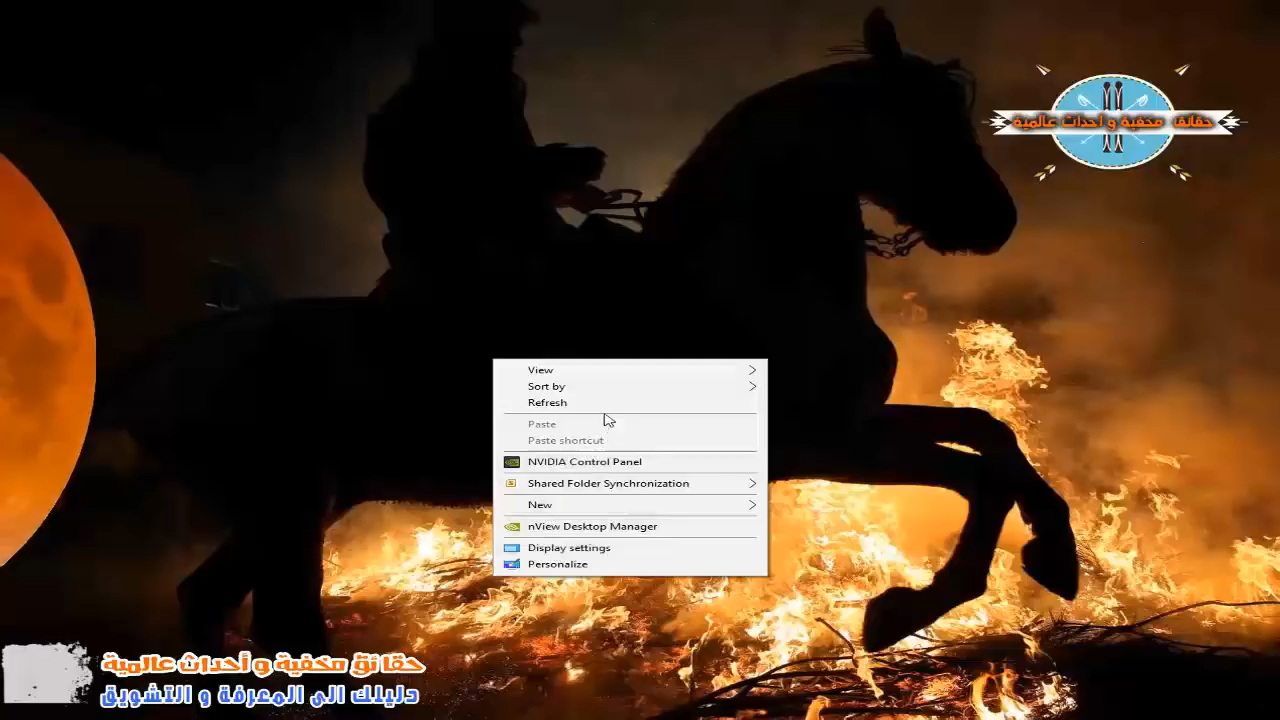 حقائق مخفية و أحداث عالمية
View
Sort by
Refresh
Paste
Paste shortcut
NVIDIA Control Panel
Shared Folder Synchronization
New
nView Desktop Manager
Display settings
Personalize
حقائق مخفية و أحداث عالمية
دليلك الى المعرفة و التشويق